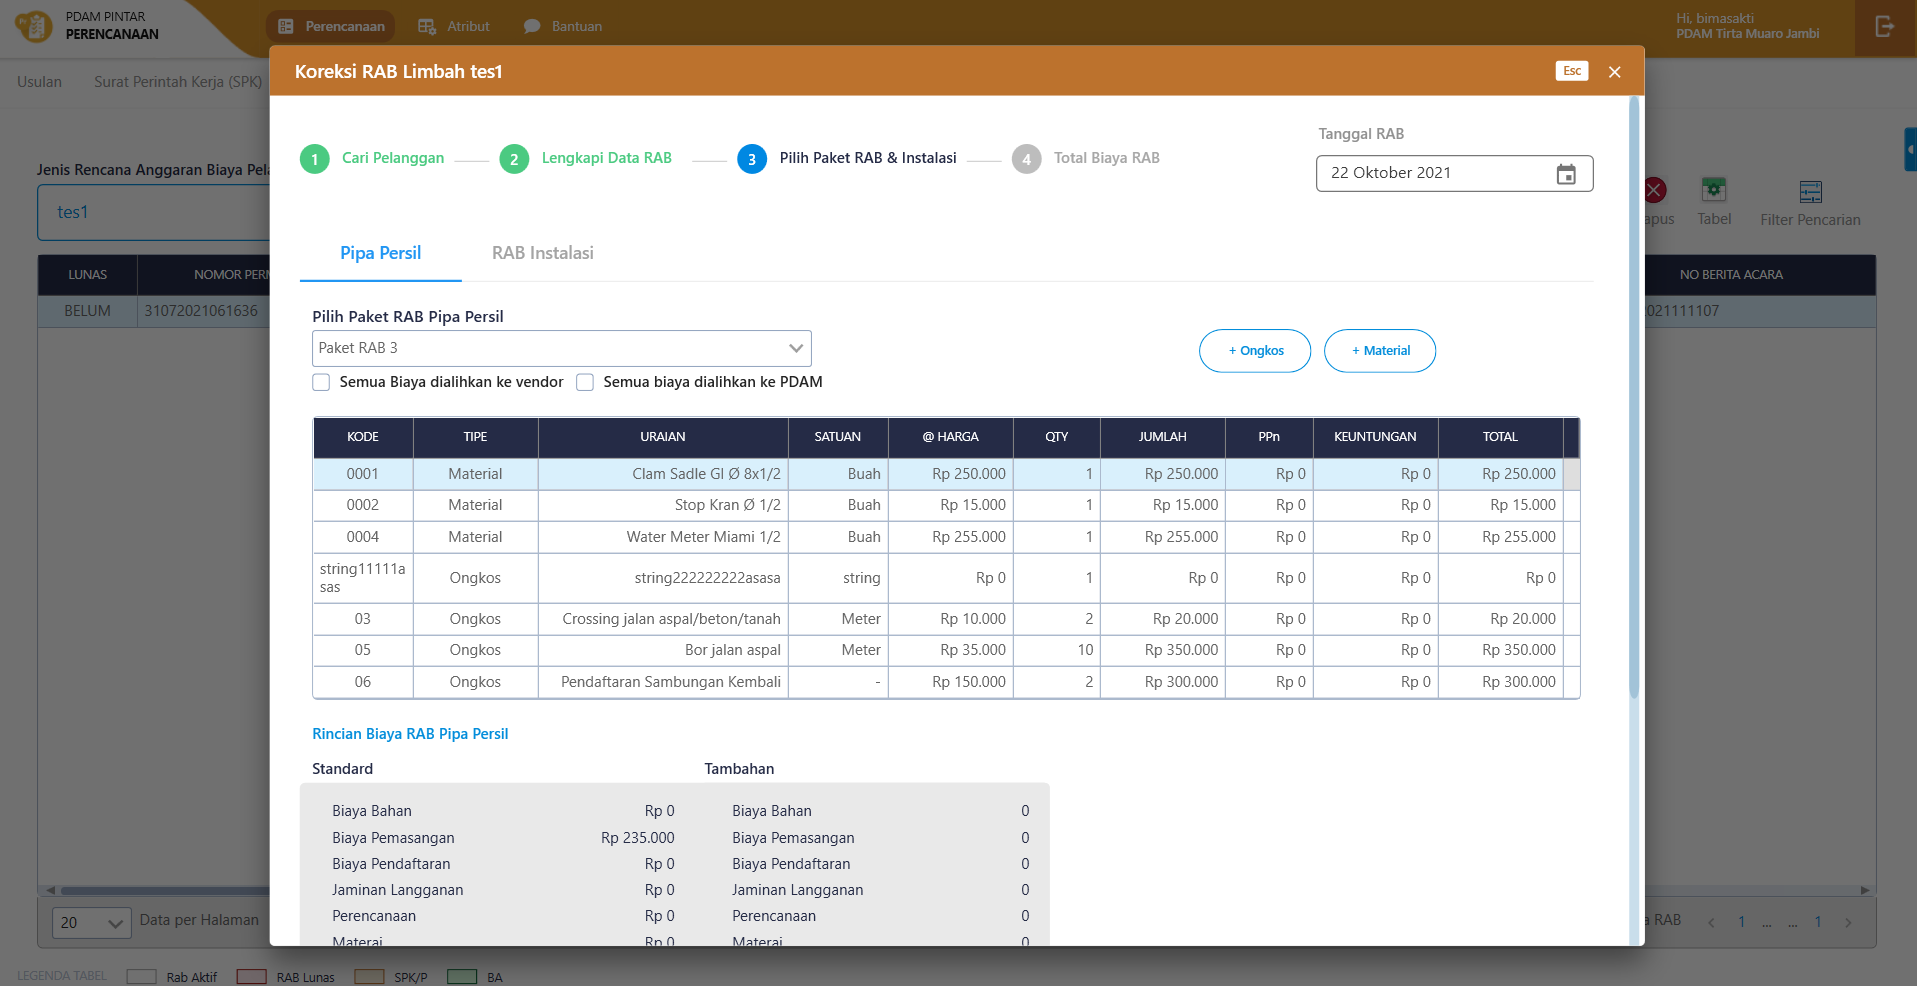 PDAM PINTAR
PERENCANAAN
Perencanaan
Atribut
Bantuan
Hi, bimasakti
PDAM Tirta Muaro Jambi
Usulan
Surat Perintah Kerja (SPK)
Koreksi RAB Limbah tes1
Esc
1 Cari Pelanggan
2 Lengkapi Data RAB
3 Pilih Paket RAB & Instalasi
4 Total Biaya RAB
Tanggal RAB
22 Oktober 2021
Jenis Rencana Anggaran Biaya Pel
tes1
apus
Tabel
Filter Pencarian
Pipa Persil
RAB Instalasi
LUNAS NOMOR PERM NO BERITA ACARA
BELUM 31072021061636 021111107
Pilih Paket RAB Pipa Persil
Paket RAB 3
+ Ongkos
+ Material
Semua Biaya dialihkan ke vendor
Semua biaya dialihkan ke PDAM
KODE TIPE URAIAN SATUAN @ HARGA QTY JUMLAH PPn KEUNTUNGAN TOTAL
0001 Material Clam Sadle GI Ø 8x1/2 Buah Rp 250.000 1 Rp 250.000 Rp 0 Rp 0 Rp 250.000
0002 Material Stop Kran Ø 1/2 Buah Rp 15.000 1 Rp 15.000 Rp 0 Rp 0 Rp 15.000
0004 Material Water Meter Miami 1/2 Buah Rp 255.000 1 Rp 255.000 Rp 0 Rp 0 Rp 255.000
string11111a
sas Ongkos string222222222asasa string Rp 0 1 Rp 0 Rp 0 Rp 0 Rp 0
03 Ongkos Crossing jalan aspal/beton/tanah Meter Rp 10.000 2 Rp 20.000 Rp 0 Rp 0 Rp 20.000
05 Ongkos Bor jalan aspal Meter Rp 35.000 10 Rp 350.000 Rp 0 Rp 0 Rp 350.000
06 Ongkos Pendaftaran Sambungan Kembali - Rp 150.000 2 Rp 300.000 Rp 0 Rp 0 Rp 300.000
Rincian Biaya RAB Pipa Persil
Standard Tambahan
Biaya Bahan Rp 0 Biaya Bahan 0
Biaya Pemasangan Rp 235.000 Biaya Pemasangan 0
Biaya Pendaftaran Rp 0 Biaya Pendaftaran 0
Jaminan Langganan Rp 0 Jaminan Langganan 0
Perencanaan Rp 0 Perencanaan 0
Materai Rp 0 Materai 0
20 Data per Halaman
a RAB < 1 ... ... 1 >
LEGENDA TABEL Rab Aktif RAB Lunas SPK/P BA